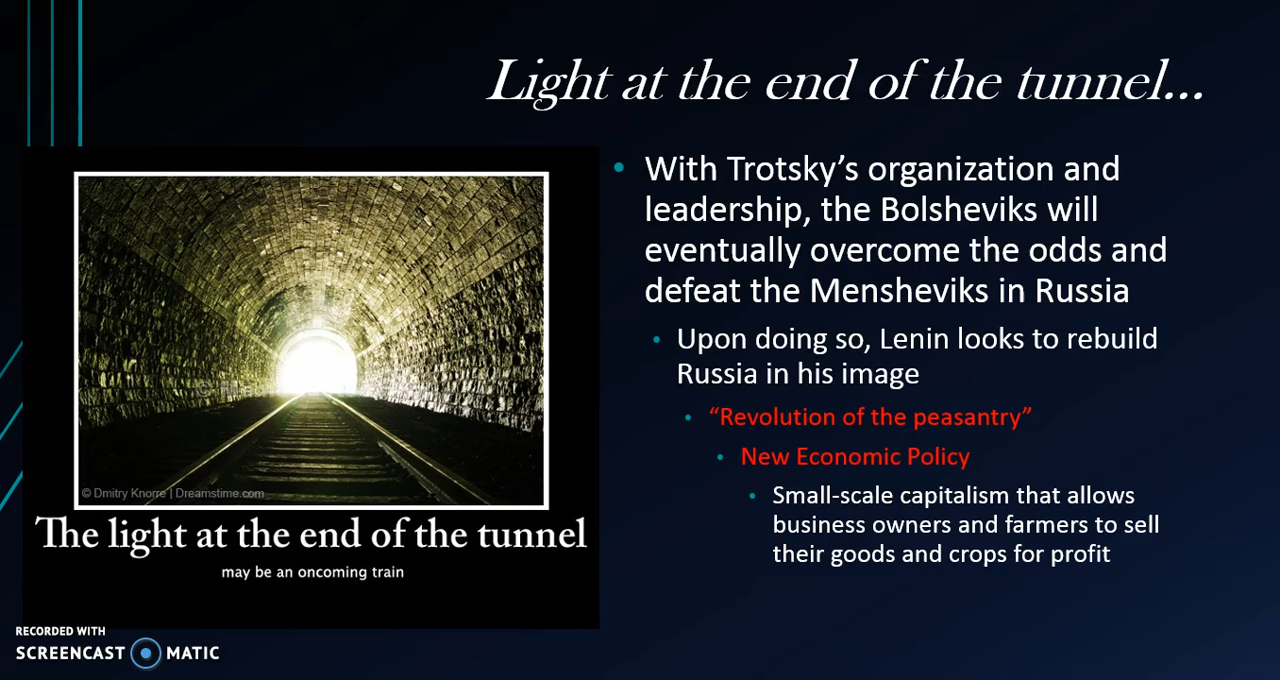 Light at the end of the tunnel...
With Trotsky’s organization and
leadership, the Bolsheviks will
eventually overcome the odds and
defeat the Mensheviks in Russia
Upon doing so, Lenin looks to rebuild
Russia in his image
“Revolution of the peasantry”
New Economic Policy
Small-scale capitalism that allows
business owners and farmers to sell
their goods and crops for profit
© Dmitry Knorre | Dreamstime.com
The light at the end of the tunnel
may be an oncoming train
RECORDED WITH
SCREENCAST MATIC